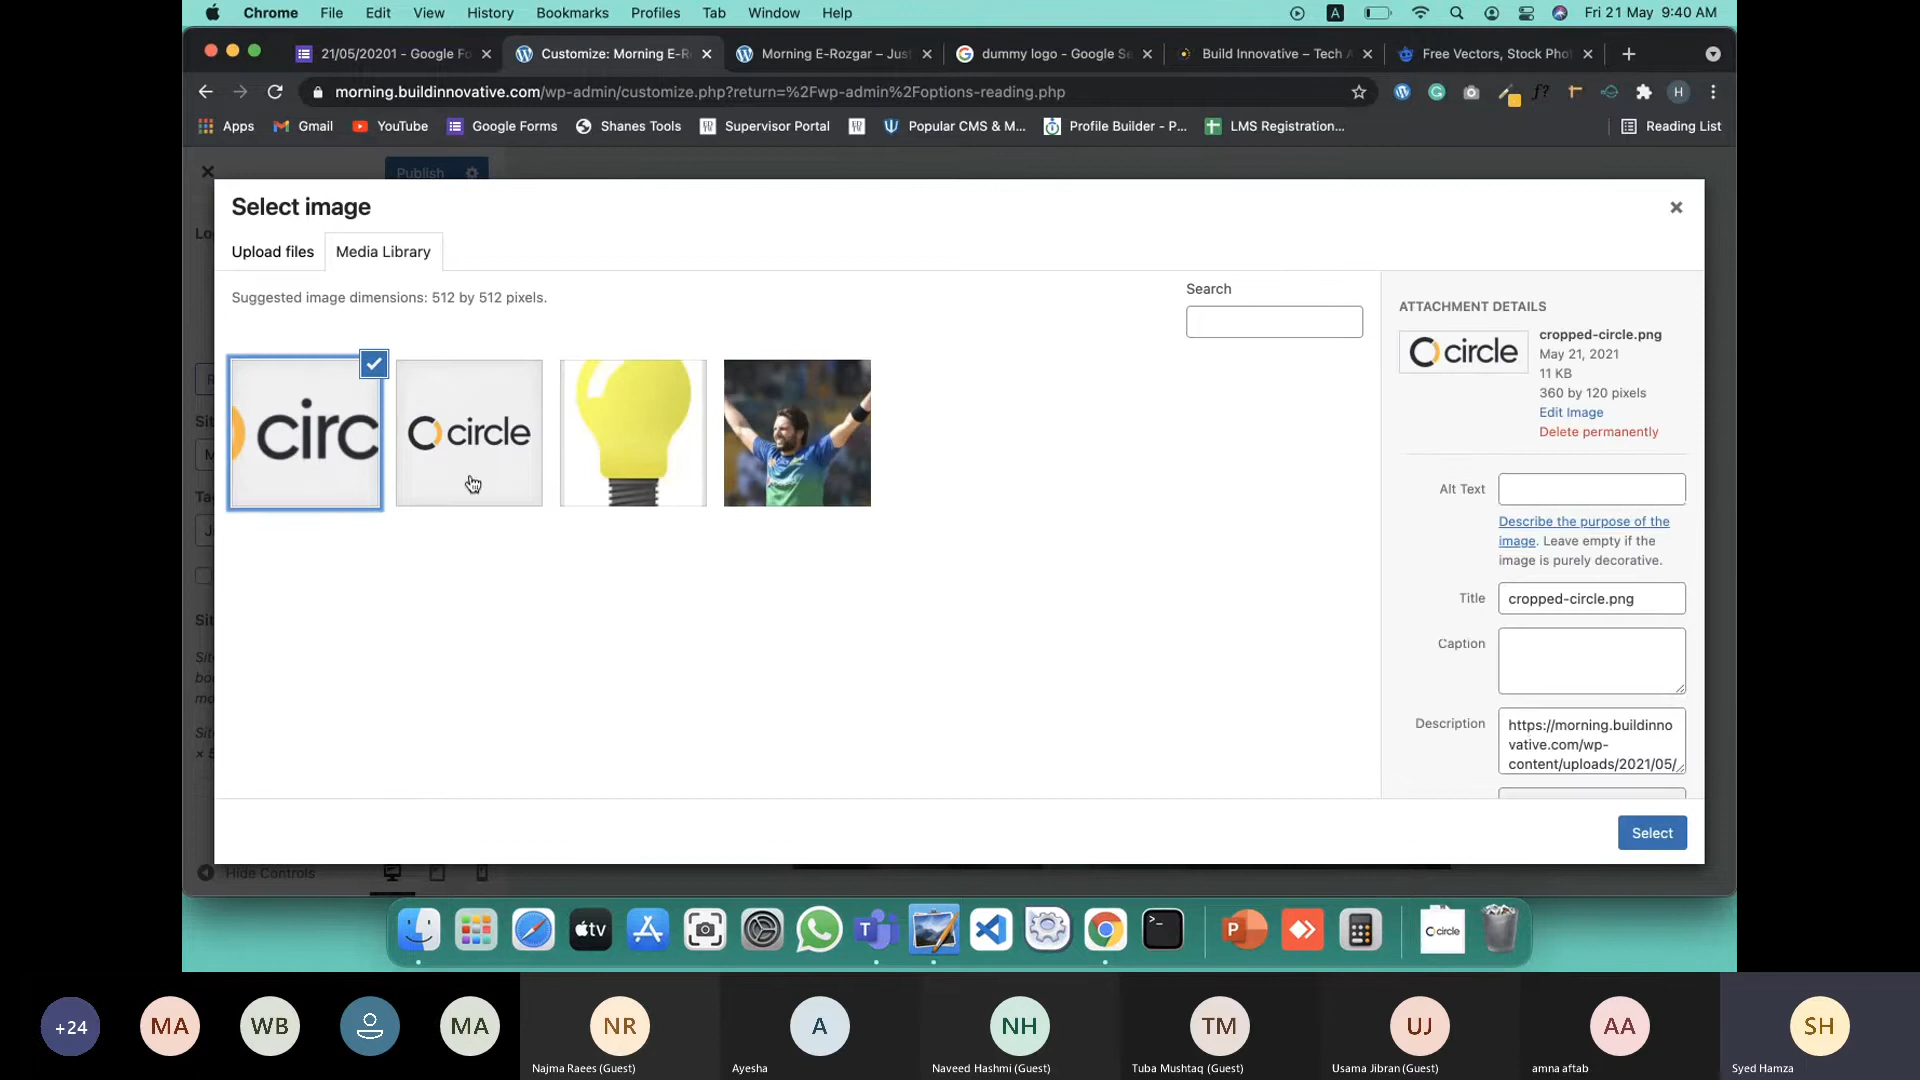 Chrome File Edit View History Bookmarks Profiles Tab Window Help A Fri 21 May 9:40 AM
21/05/20201 - Google Fo Customize: Morning E-R Morning E-Rozgar – Jus dummy logo - Google Se Build Innovative – Tech A Free Vectors, Stock Phot
morning.buildinnovative.com/wp-admin/customize.php?return=%2Fwp-admin%2Foptions-reading.php H
Apps Gmail YouTube Google Forms Shanes Tools Supervisor Portal Popular CMS & M... Profile Builder - P... LMS Registration... Reading List
Publish
Select image
Upload files Media Library
Suggested image dimensions: 512 by 512 pixels.
Search
circ
circle
ATTACHMENT DETAILS
circle
cropped-circle.png
May 21, 2021
11 KB
360 by 120 pixels
Edit Image
Delete permanently
Alt Text
Describe the purpose of the
image. Leave empty if the
image is purely decorative.
Title cropped-circle.png
Caption
Description https://morning.buildinno
vative.com/wp-
content/uploads/2021/05/
Select
Hide Controls
tv T P circle
+24 MA WB MA NR A NH TM UJ AA SH
Najma Raees (Guest) Ayesha Naveed Hashmi (Guest) Tuba Mushtaq (Guest) Usama Jibran (Guest) amna aftab Syed Hamza